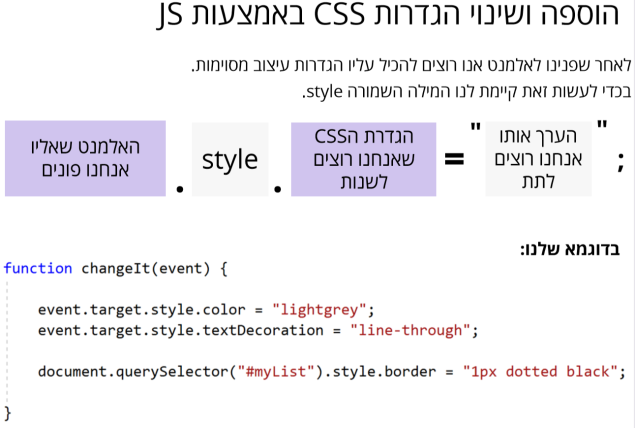 הוספה ושינוי הגדרות CSS באמצעות JS
לאחר שפנינו לאלמנט אנו רוצים להכיל עליו הגדרות עיצוב מסוימות.
בכדי לעשות זאת קיימת לנו המילה השמורה style.
האלמנט שאליו
אנחנו פונים
.
style
.
הגדרת הCSS
שאנחנו רוצים
לשנות
=
"
הערך אותו
אנחנו רוצים
לתת
"
;
בדוגמא שלנו:
function changeIt(event) {
event.target.style.color = "lightgrey";
event.target.style.textDecoration = "line-through";
document.querySelector("#myList").style.border = "1px dotted black";
}